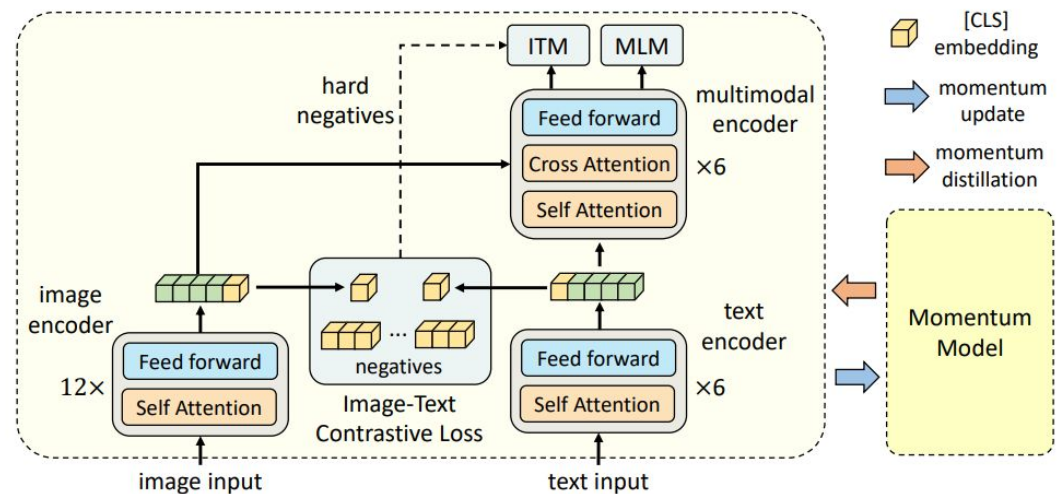 ITM
MLM
[CLS]
embedding
hard
negatives
multimodal
encoder
momentum
update
Feed forward
Cross Attention
×6
Self Attention
momentum
distillation
image
encoder
text
encoder
Momentum
Model
...
negatives
12×
Feed forward
Self Attention
Feed forward
×6
Self Attention
Image-Text
Contrastive Loss
image input
text input